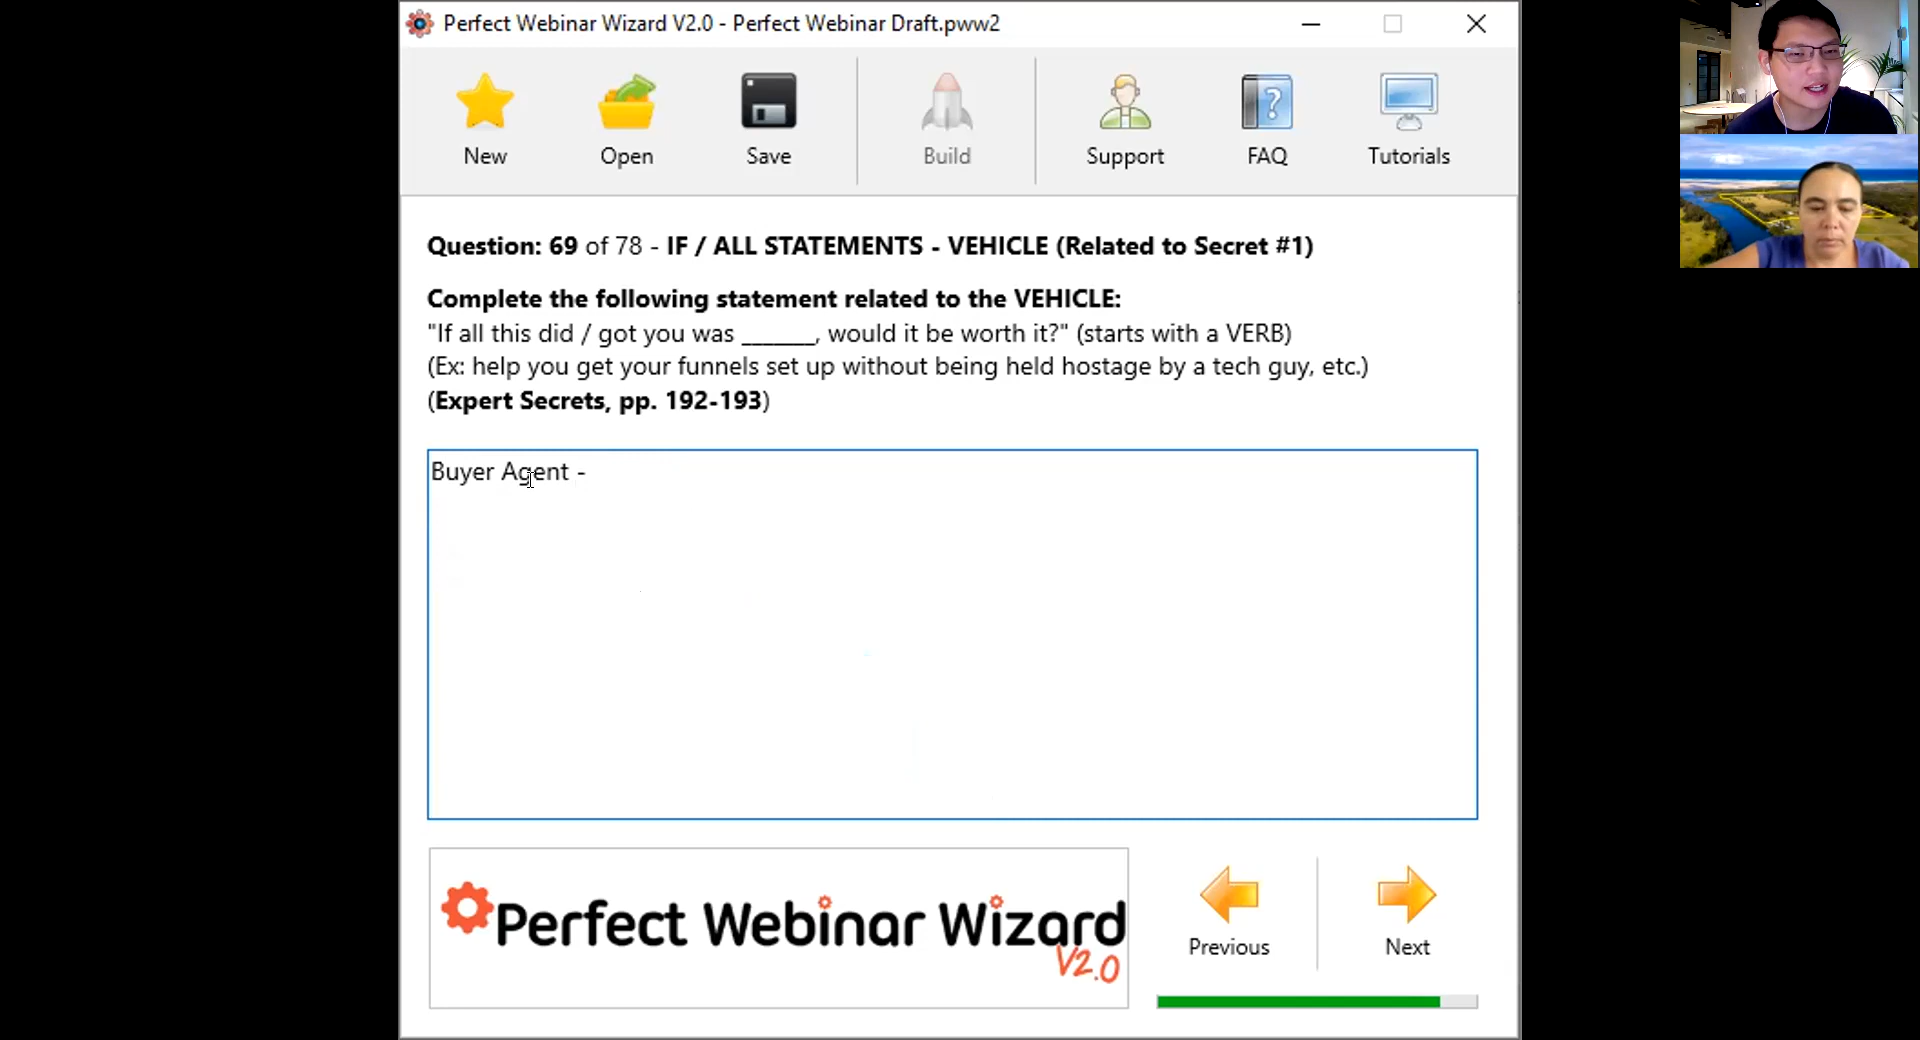 Perfect Webinar Wizard V2.0 - Perfect Webinar Draft.pww2
New
Open
Save
Build
Support
FAQ
Tutorials
Question: 69 of 78 - IF / ALL STATEMENTS - VEHICLE (Related to Secret #1)
Complete the following statement related to the VEHICLE:
"If all this did / got you was _______, would it be worth it?" (starts with a VERB)
(Ex: help you get your funnels set up without being held hostage by a tech guy, etc.)
(Expert Secrets, pp. 192-193)
Buyer Agent -
Perfect Webinar Wizard
V2.0
Previous
Next